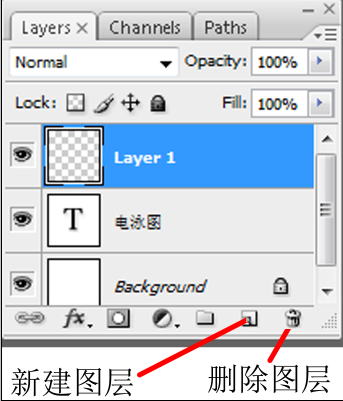 Layers × Channels Paths
Normal Opacity: 100%
Lock: Fill: 100%
Layer 1
T 电泳图
Background
fx.
新建图层 删除图层